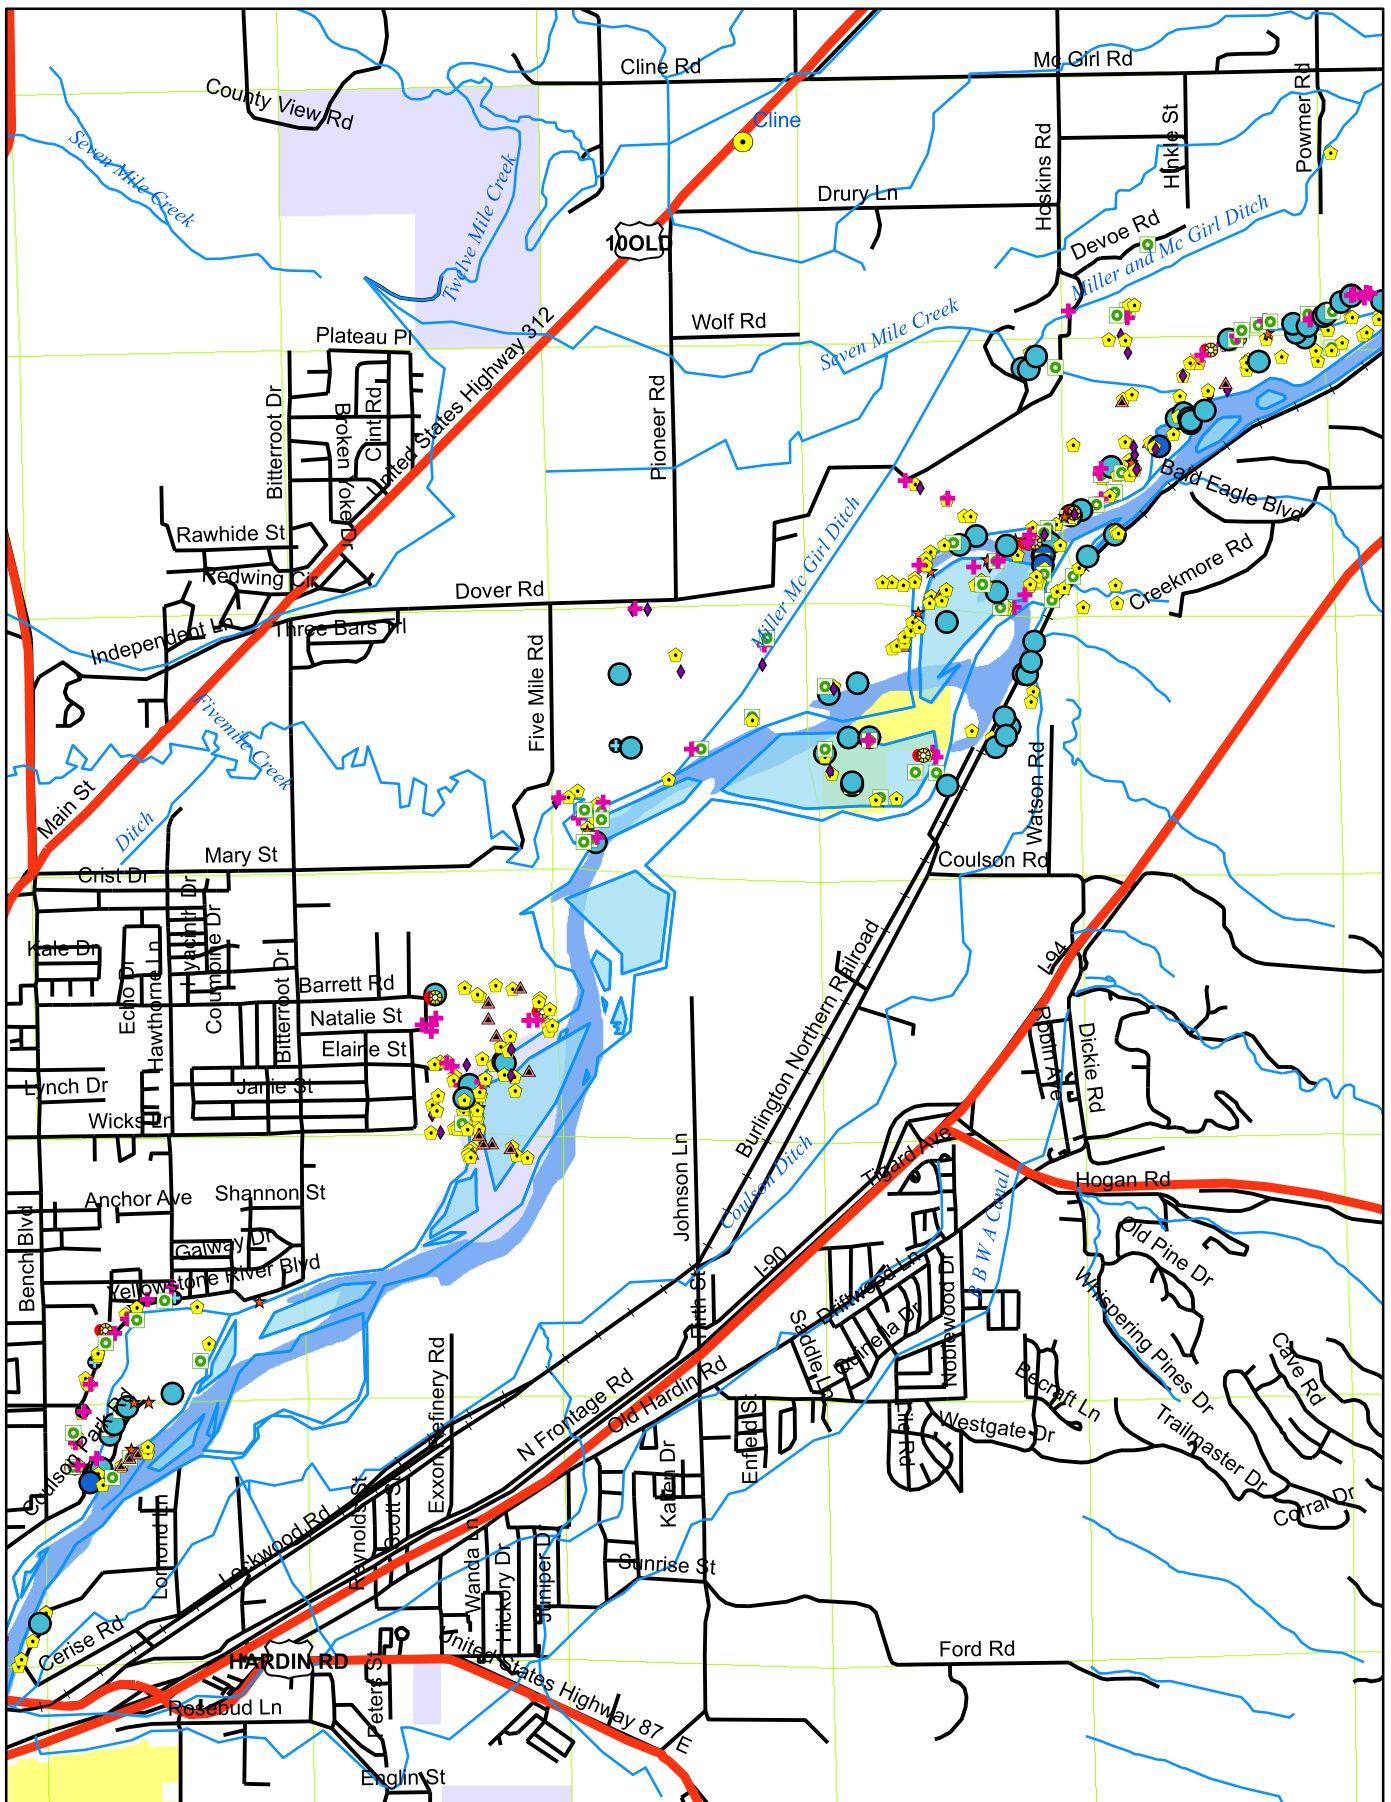 Cline Rd
Mc Girl Rd
County View Rd
Powmer Rd
Cline
Hinkle St
Hoskins Rd
Seven Mile Creek
Twelve Mile Creek
Drury Ln
Devoe Rd
10OLD
Miller and Mc Girl Ditch
Wolf Rd
Seven Mile Creek
Plateau Pl
United States Highway 312
Bitterroot Dr
Broken Yoke Dr
Clint Rd
Pioneer Rd
Bald Eagle Blvd
Rawhide St
Redwing Cir
Creekmore Rd
Miller Mc Girl Ditch
Dover Rd
Independent Ln
Three Bars Trl
Five Mile Rd
Fivemile Creek
Watson Rd
Main St
Ditch
Mary St
Coulson Rd
Crist Dr
Hyacinth Dr
Columbine Dr
Kale Dr
Echo Dr
Hawthorne Ln
Bitterroot Dr
Barrett Rd
Burlington Northern Railroad
I-94
Natalie St
Robin Ave
Dickie Rd
Elaine St
Lynch Dr
Janie St
Wicks Ln
Johnson Ln
Coulson Ditch
Tigard Ave
Hogan Rd
Anchor Ave
Shannon St
B B W A Canal
Old Pine Dr
Bench Blvd
Galway Dr
Yellowstone River Blvd
I-90
Firth St
Driftwood Ln
Noblewood Dr
Whispering Pines Dr
Saddle Ln
Quinella Dr
Exxon Refinery Rd
Cave Rd
Becraft Ln
Coulson Park Rd
N Frontage Rd
Old Hardin Rd
Enfield St
Westgate Dr
Trailmaster Dr
Corral Dr
Karen Dr
Reynolds St
Scott St
Lockwood Rd
Lomond Ln
Wanda Ln
Hickory Dr
Juniper Dr
Sunrise St
Cerise Rd
HARDIN RD
Ford Rd
United States Highway 87 E
Peters St
Rosebud Ln
Englin St